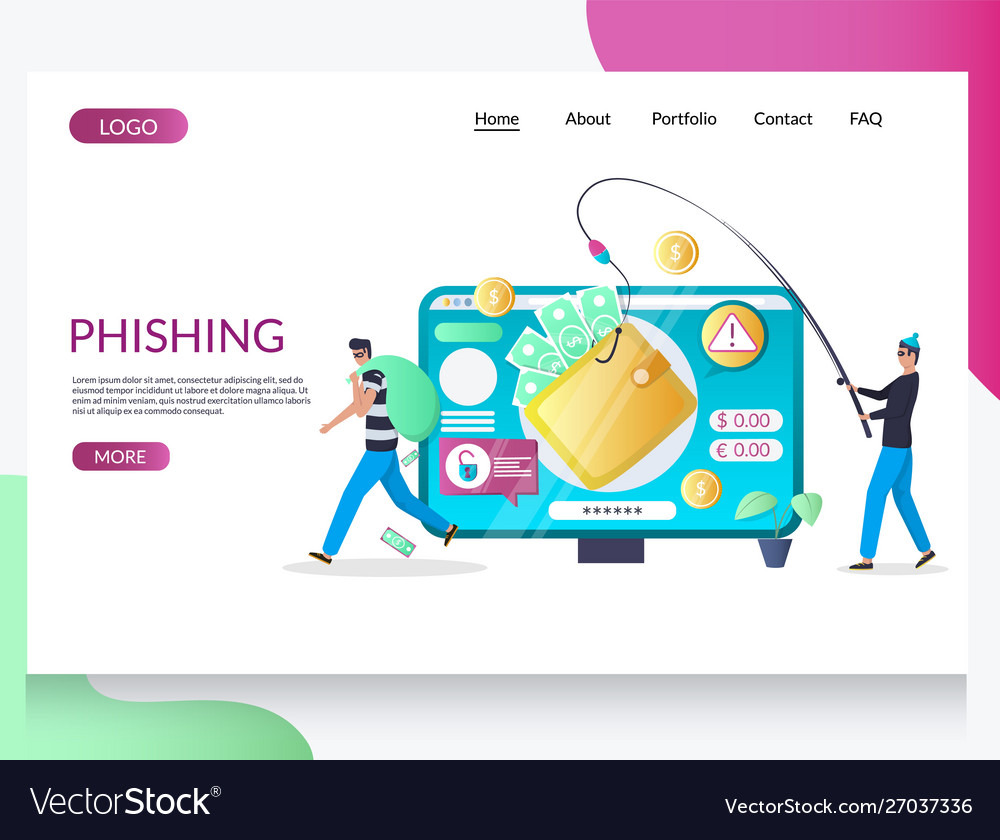 LOGO
Home About Portfolio Contact FAQ
$
$
PHISHING
Lorem ipsum dolor sit amet, consectetur adipiscing elit, sed do
eiusmod tempor incididunt ut labore et dolore magna aliqua. Ut
enim ad minim veniam, quis nostrud exercitation ullamco laboris
nisi ut aliquip ex ea commodo consequat.
MORE
!
$ $ $
$ 0.00
€ 0.00
$
******
VectorStock®
VectorStock.com/27037336